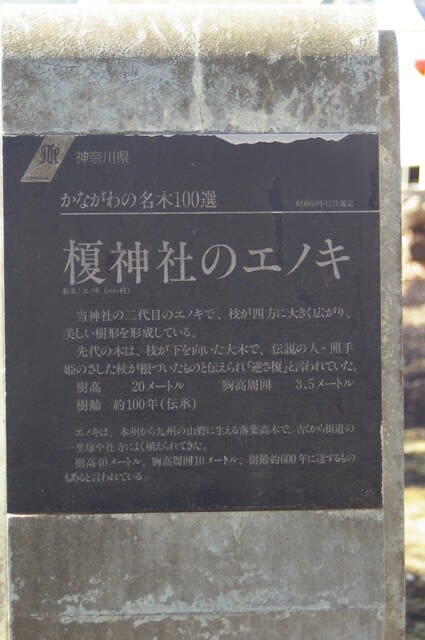 神奈川県
かながわの名木100選
昭和59年12月選定
榎神社のエノキ
和名:エノキ(ニレ科)
当神社の二代目のエノキで、枝が四方に大きく広がり、
美しい樹形を形成している。
先代の木は、枝が下を向いた大木で、伝説の人・照手
姫のさした杖が根づいたものと伝えられ「逆さ榎」と言われていた。
樹高 20メートル 胸高周囲 3.5メートル
樹齢 約100年(伝承)
エノキは、本州から九州の山野に生える落葉高木で、古くから街道の
一里塚や社寺によく植えられてきた。
樹高40メートル、胸高周囲10メートル、樹齢約600年に達するもの
もあると言われている。